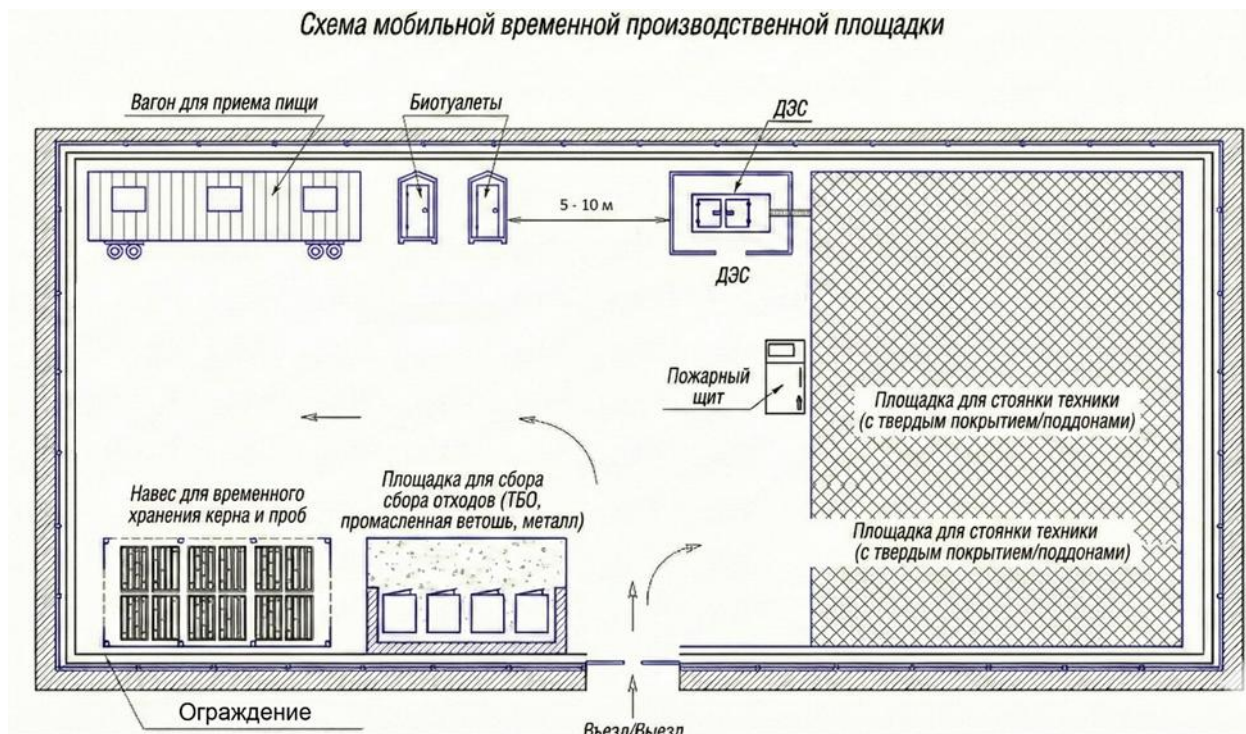 Схема мобильной временной производственной площадки
Вагон для приема пищи
Биотуалеты
ДЭС
5 - 10 м
ДЭС
Пожарный
щит
Площадка для стоянки техники
(с твердым покрытием/поддонами)
Навес для временного
хранения керна и проб
Площадка для сбора
сбора отходов (ТБО,
промасленная ветошь, металл)
Площадка для стоянки техники
(с твердым покрытием/поддонами)
Ограждение
Въезд/Выезд